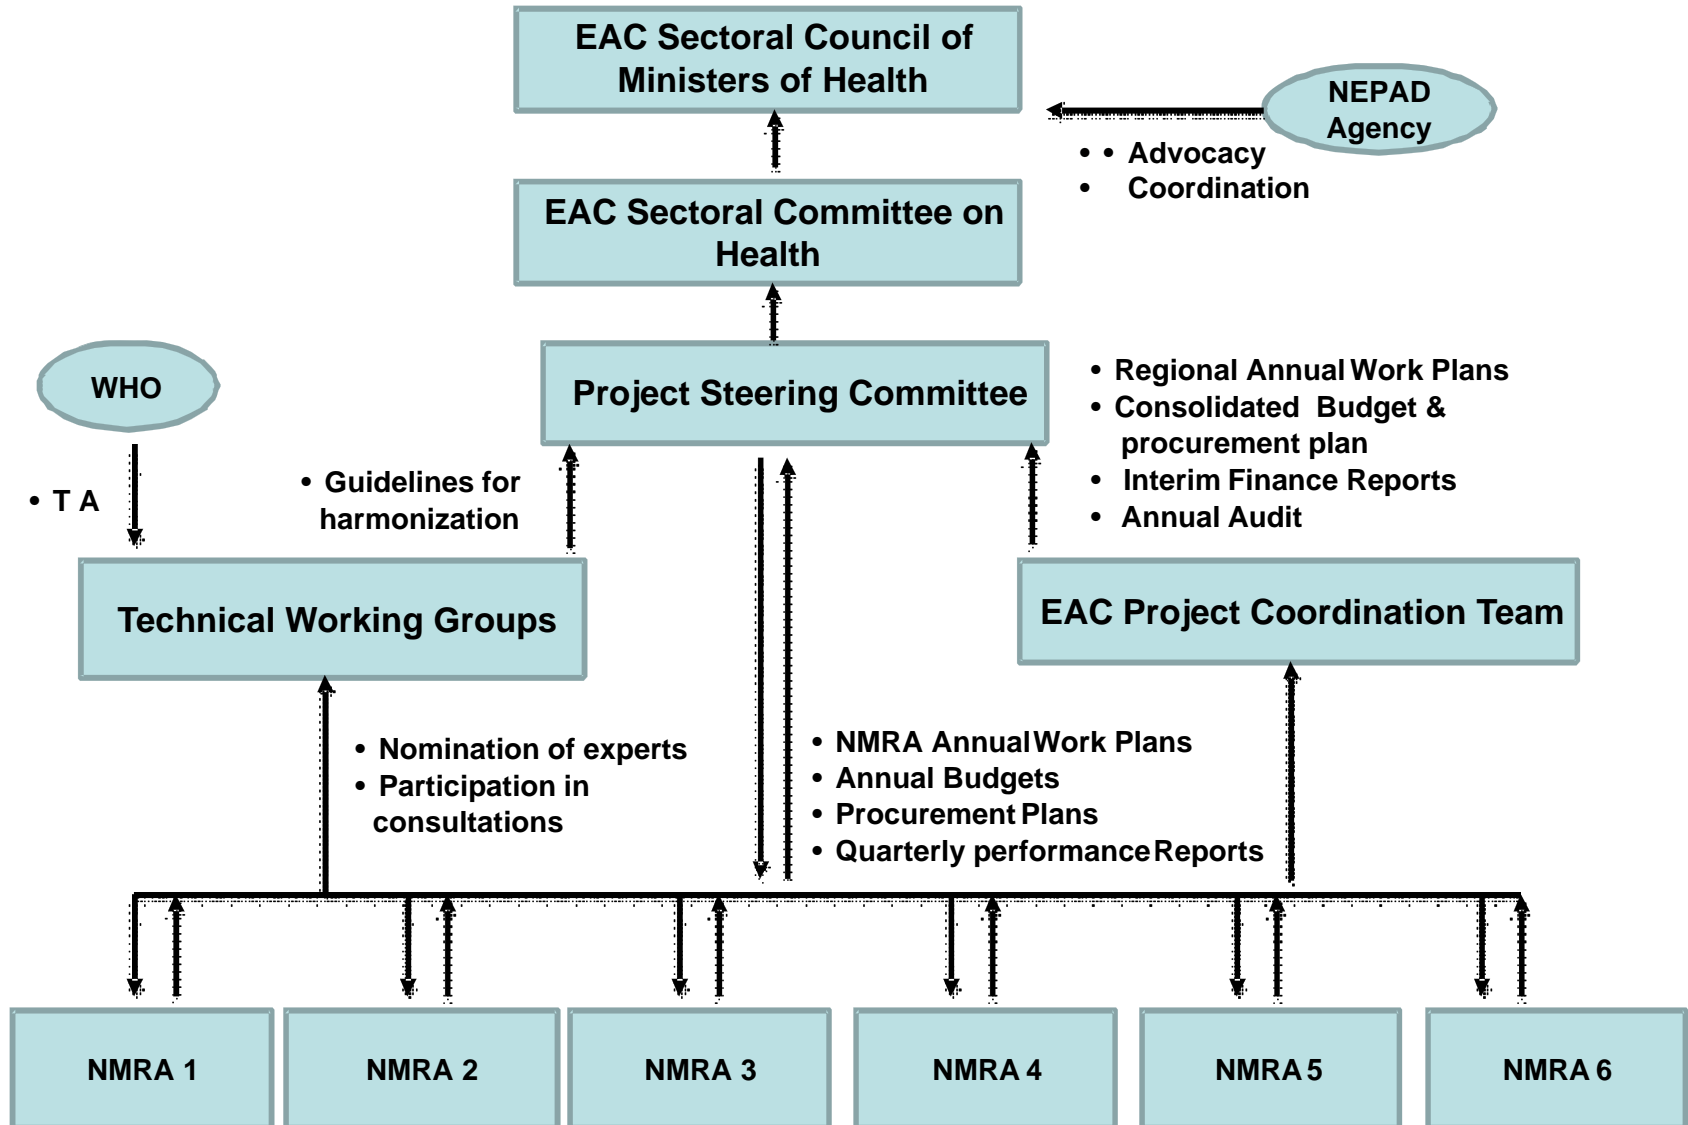 EAC Sectoral Council of
Ministers of Health
NEPAD
Agency
• • Advocacy
• Coordination
EAC Sectoral Committee on
Health
WHO
Project Steering Committee
• Regional Annual Work Plans
• Consolidated Budget &
procurement plan
• Interim Finance Reports
• Annual Audit
• T A
• Guidelines for
harmonization
Technical Working Groups
EAC Project Coordination Team
• Nomination of experts
• Participation in
consultations
• NMRA Annual Work Plans
• Annual Budgets
• Procurement Plans
• Quarterly performance Reports
NMRA 1
NMRA 2
NMRA 3
NMRA 4
NMRA 5
NMRA 6